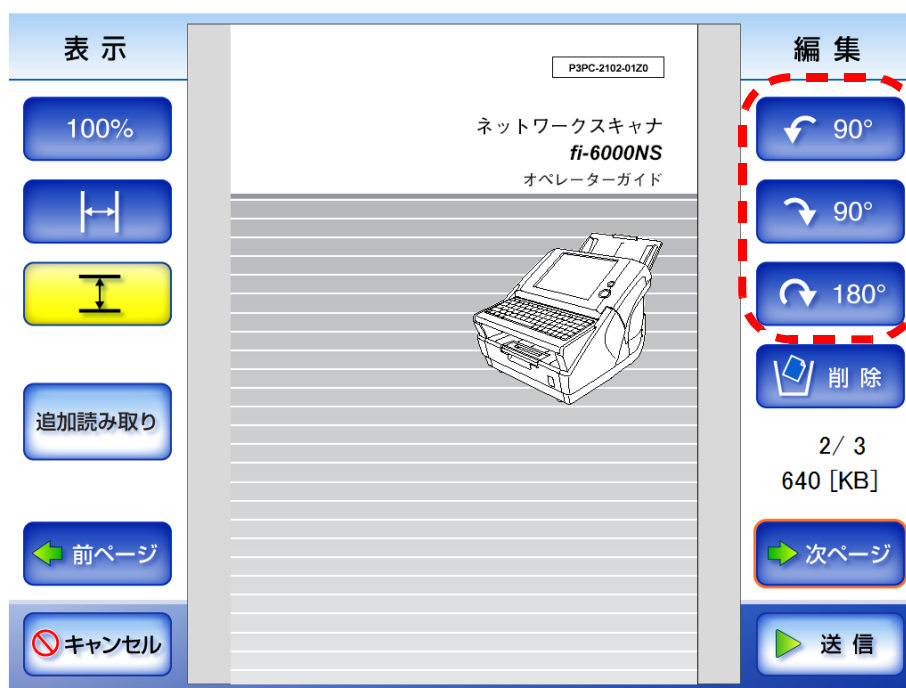 表示
100%
追加読み取り
前ページ
キャンセル
P3PC-2102-01Z0
ネットワークスキャナ
fi-6000NS
オペレーターガイド
編集
90°
90°
180°
削除
2/ 3
640 [KB]
次ページ
送信